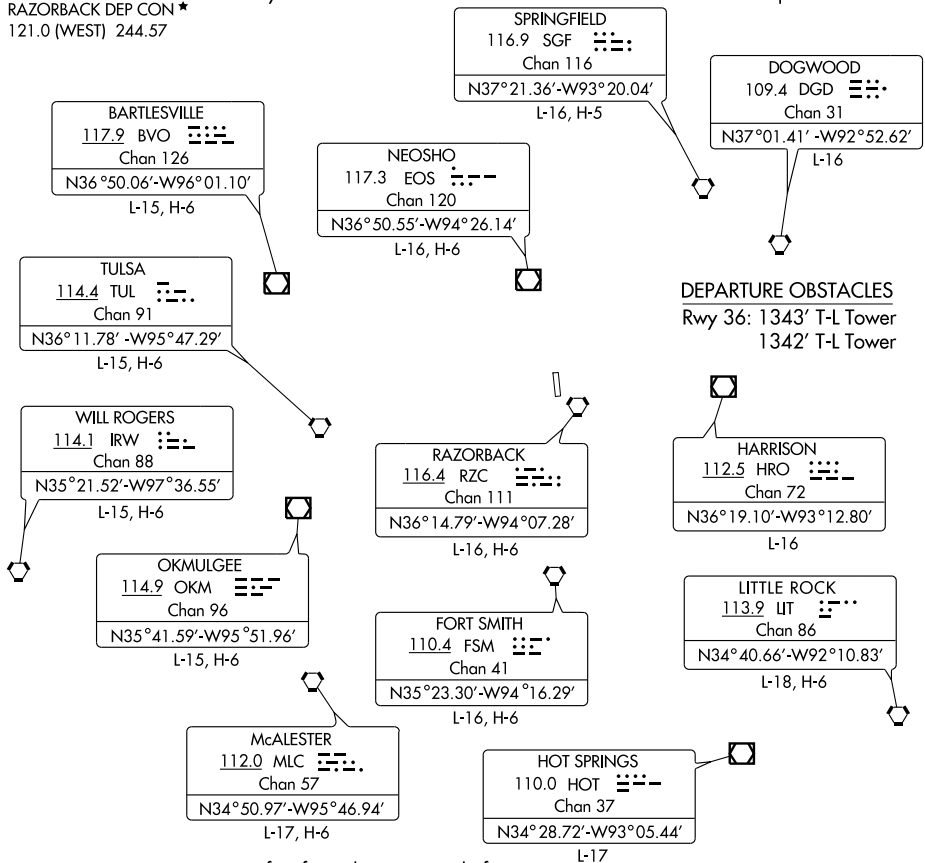 RAZORBACK DEP CON ★
121.0 (WEST) 244.57
SPRINGFIELD
116.9 SGF
Chan 116
N37°21.36'-W93°20.04'
L-16, H-5
DOGWOOD
109.4 DGD
Chan 31
N37°01.41' -W92°52.62'
L-16
BARTLESVILLE
117.9 BVO
Chan 126
N36°50.06'-W96°01.10'
L-15, H-6
NEOSHO
117.3 EOS
Chan 120
N36°50.55'-W94°26.14'
L-16, H-6
TULSA
114.4 TUL
Chan 91
N36°11.78' -W95°47.29'
L-15, H-6
DEPARTURE OBSTACLES
Rwy 36: 1343' T-L Tower
1342' T-L Tower
WILL ROGERS
114.1 IRW
Chan 88
N35°21.52'-W97°36.55'
L-15, H-6
RAZORBACK
116.4 RZC
Chan 111
N36°14.79'-W94°07.28'
L-16, H-6
HARRISON
112.5 HRO
Chan 72
N36°19.10'-W93°12.80'
L-16
OKMULGEE
114.9 OKM
Chan 96
N35°41.59'-W95°51.96'
L-15, H-6
FORT SMITH
110.4 FSM
Chan 41
N35°23.30'-W94°16.29'
L-16, H-6
LITTLE ROCK
113.9 LIT
Chan 86
N34°40.66'-W92°10.83'
L-18, H-6
McALESTER
112.0 MLC
Chan 57
N34°50.97'-W95°46.94'
L-17, H-6
HOT SPRINGS
110.0 HOT
Chan 37
N34°28.72'-W93°05.44'
L-17